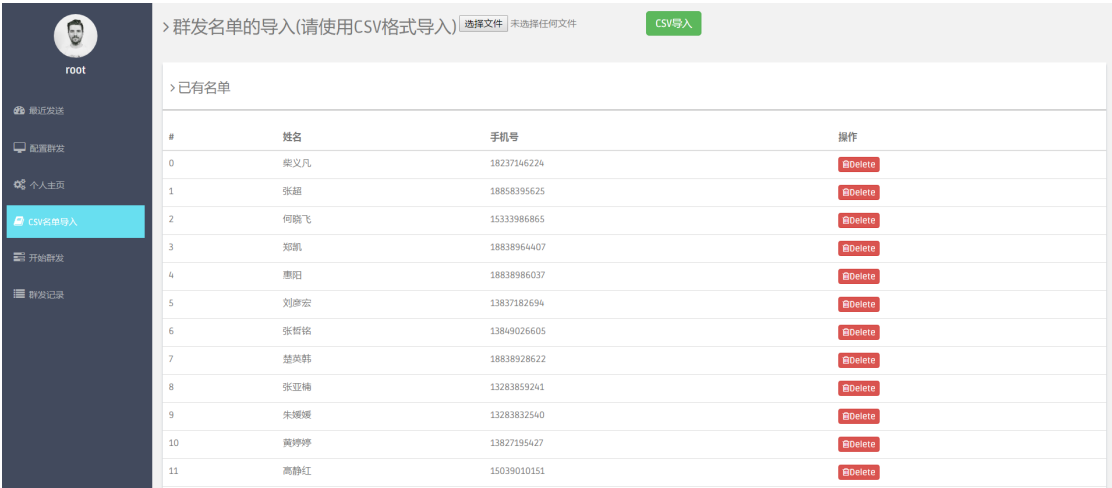 root
最近发送
配置群发
个人主页
CSV名单导入
开始群发
群发记录
群发名单的导入(请使用CSV格式导入) 选择文件 未选择任何文件 CSV导入
已有名单
# 姓名 手机号 操作
0 柴义凡 18237146224 Delete
1 张超 18858395625 Delete
2 何晓飞 15333986865 Delete
3 郑凯 18838964407 Delete
4 惠阳 18838986037 Delete
5 刘彦宏 13837182694 Delete
6 张哲铭 13849026605 Delete
7 楚英韩 18838928622 Delete
8 张亚楠 13283859241 Delete
9 朱媛媛 13283832540 Delete
10 黄婷婷 13827195427 Delete
11 高静红 15039010151 Delete